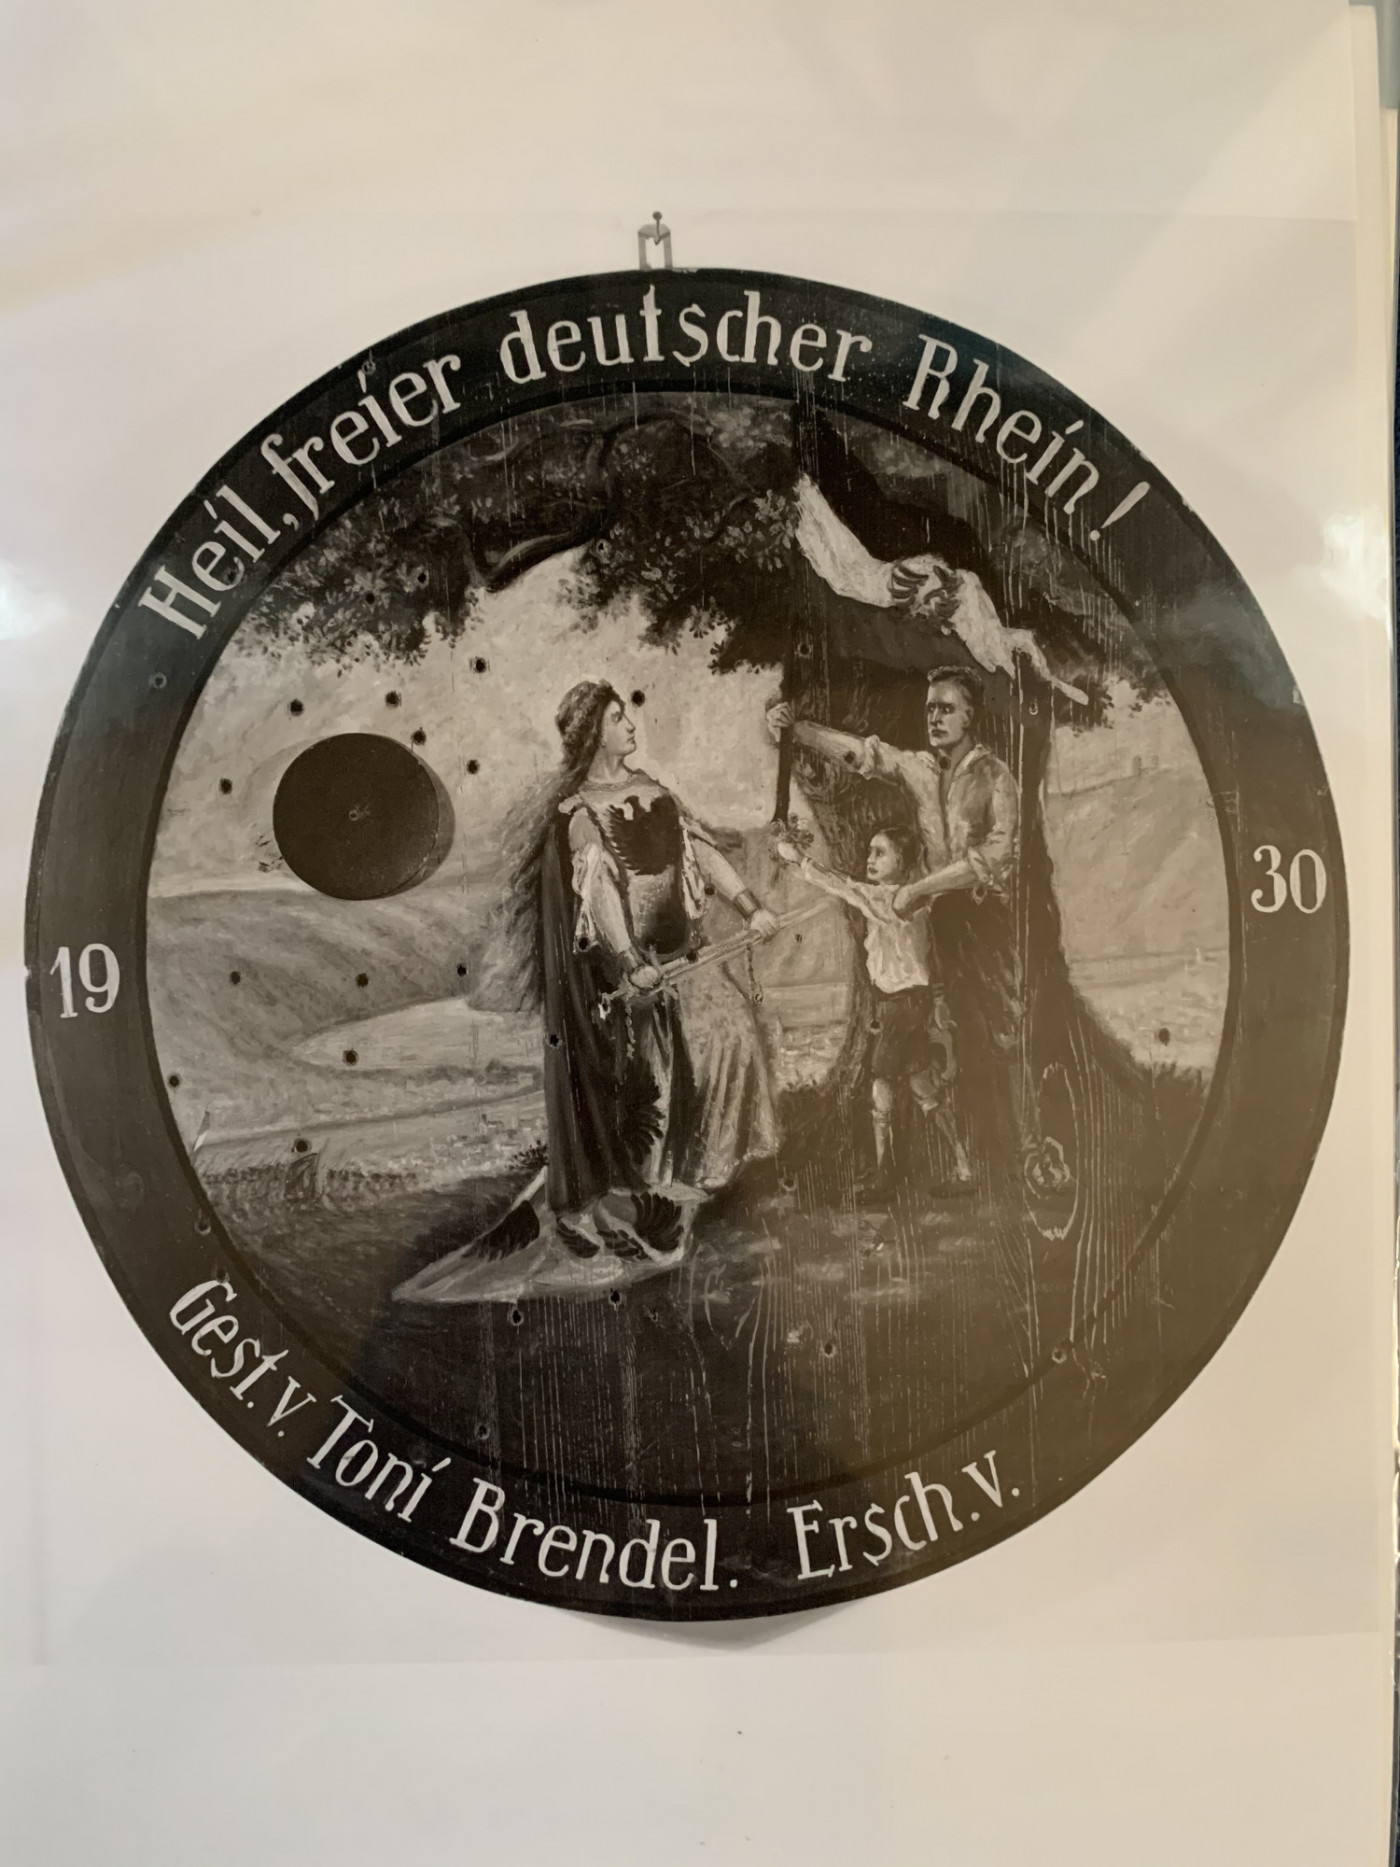 Heil, freier deutscher Rhein!
19 30
Gest. v. Toni Brendel. Ersch. v.